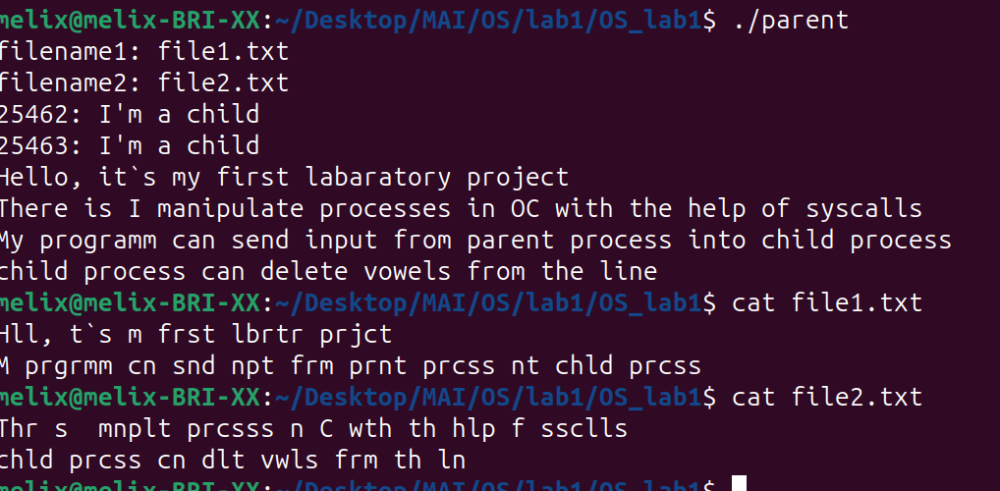 melix@melix-BRI-XX:~/Desktop/MAI/OS/lab1/OS_lab1$ ./parent
filename1: file1.txt
filename2: file2.txt
25462: I'm a child
25463: I'm a child
Hello, it`s my first labaratory project
There is I manipulate processes in OC with the help of syscalls
My programm can send input from parent process into child process
child process can delete vowels from the line
melix@melix-BRI-XX:~/Desktop/MAI/OS/lab1/OS_lab1$ cat file1.txt
Hll, t`s m frst lbrtr prjct
M prgrmm cn snd npt frm prnt prcss nt chld prcss
melix@melix-BRI-XX:~/Desktop/MAI/OS/lab1/OS_lab1$ cat file2.txt
Thr s  mnplt prcsss n C wth th hlp f ssclls
chld prcss cn dlt vwls frm th ln
melix@melix-BRI-XX:~/Desktop/MAI/OS/lab1/OS_lab1$